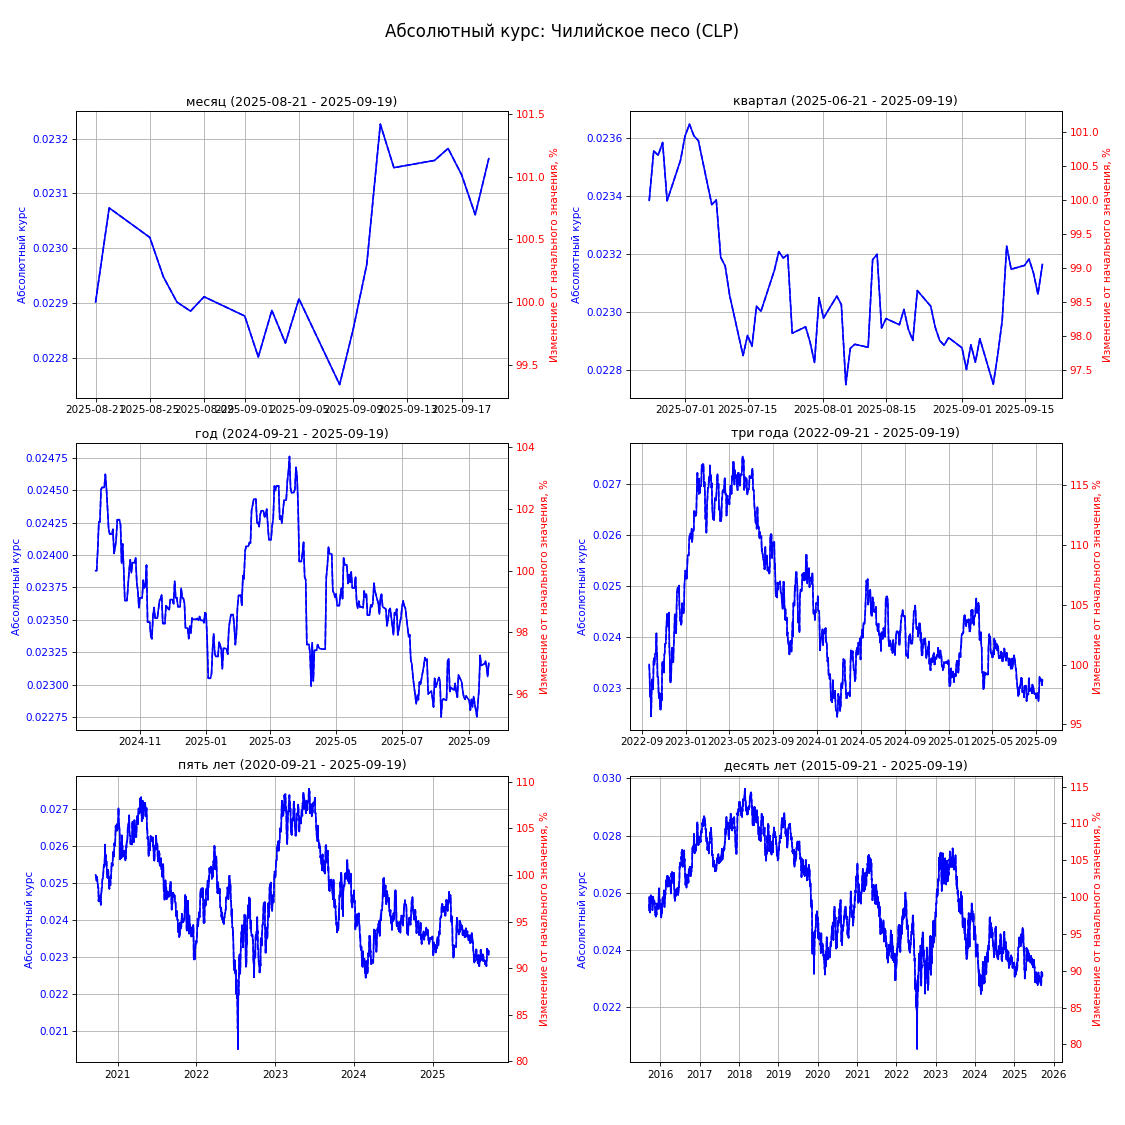 Абсолютный курс: Чилийское песо (CLP)
месяц (2025-08-21 - 2025-09-19)
Абсолютный курс
0.0232
0.0231
0.0230
0.0229
0.0228
101.5
101.0
100.5
100.0
99.5
Изменение от начального значения, %
2025-08-21 2025-08-25 2025-08-29 2025-09-01 2025-09-05 2025-09-09 2025-09-13 2025-09-17
квартал (2025-06-21 - 2025-09-19)
Абсолютный курс
0.0236
0.0234
0.0232
0.0230
0.0228
101.0
100.5
100.0
99.5
99.0
98.5
98.0
97.5
Изменение от начального значения, %
2025-07-01 2025-07-15 2025-08-01 2025-08-15 2025-09-01 2025-09-15
год (2024-09-21 - 2025-09-19)
Абсолютный курс
0.02475
0.02450
0.02425
0.02400
0.02375
0.02350
0.02325
0.02300
0.02275
104
102
100
98
96
Изменение от начального значения, %
2024-11 2025-01 2025-03 2025-05 2025-07 2025-09
три года (2022-09-21 - 2025-09-19)
Абсолютный курс
0.027
0.026
0.025
0.024
0.023
115
110
105
100
95
Изменение от начального значения, %
2022-09 2023-01 2023-05 2023-09 2024-01 2024-05 2024-09 2025-01 2025-05 2025-09
пять лет (2020-09-21 - 2025-09-19)
Абсолютный курс
0.027
0.026
0.025
0.024
0.023
0.022
0.021
110
105
100
95
90
85
80
Изменение от начального значения, %
2021 2022 2023 2024 2025
десять лет (2015-09-21 - 2025-09-19)
Абсолютный курс
0.030
0.028
0.026
0.024
0.022
115
110
105
100
95
90
85
80
Изменение от начального значения, %
2016 2017 2018 2019 2020 2021 2022 2023 2024 2025 2026